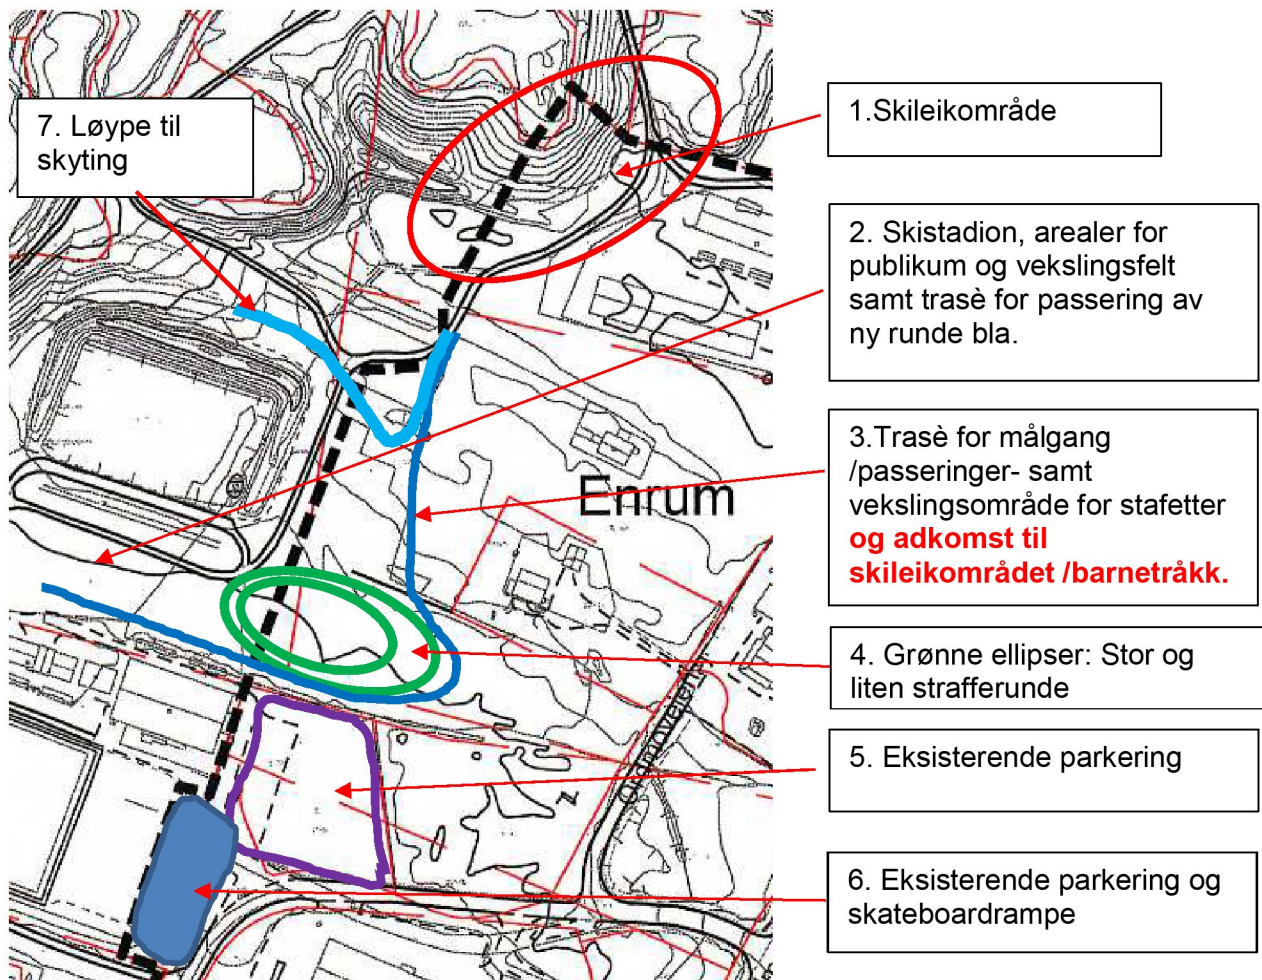 7. Løype til
skyting
1.Skileikområde
2. Skistadion, arealer for
publikum og vekslingsfelt
samt trasè for passering av
ny runde bla.
3.Trasè for målgang
/passeringer- samt
vekslingsområde for stafetter
og adkomst til
skileikområdet /barnetråkk.
Enrum
4. Grønne ellipser: Stor og
liten strafferunde
5. Eksisterende parkering
6. Eksisterende parkering og
skateboardrampe